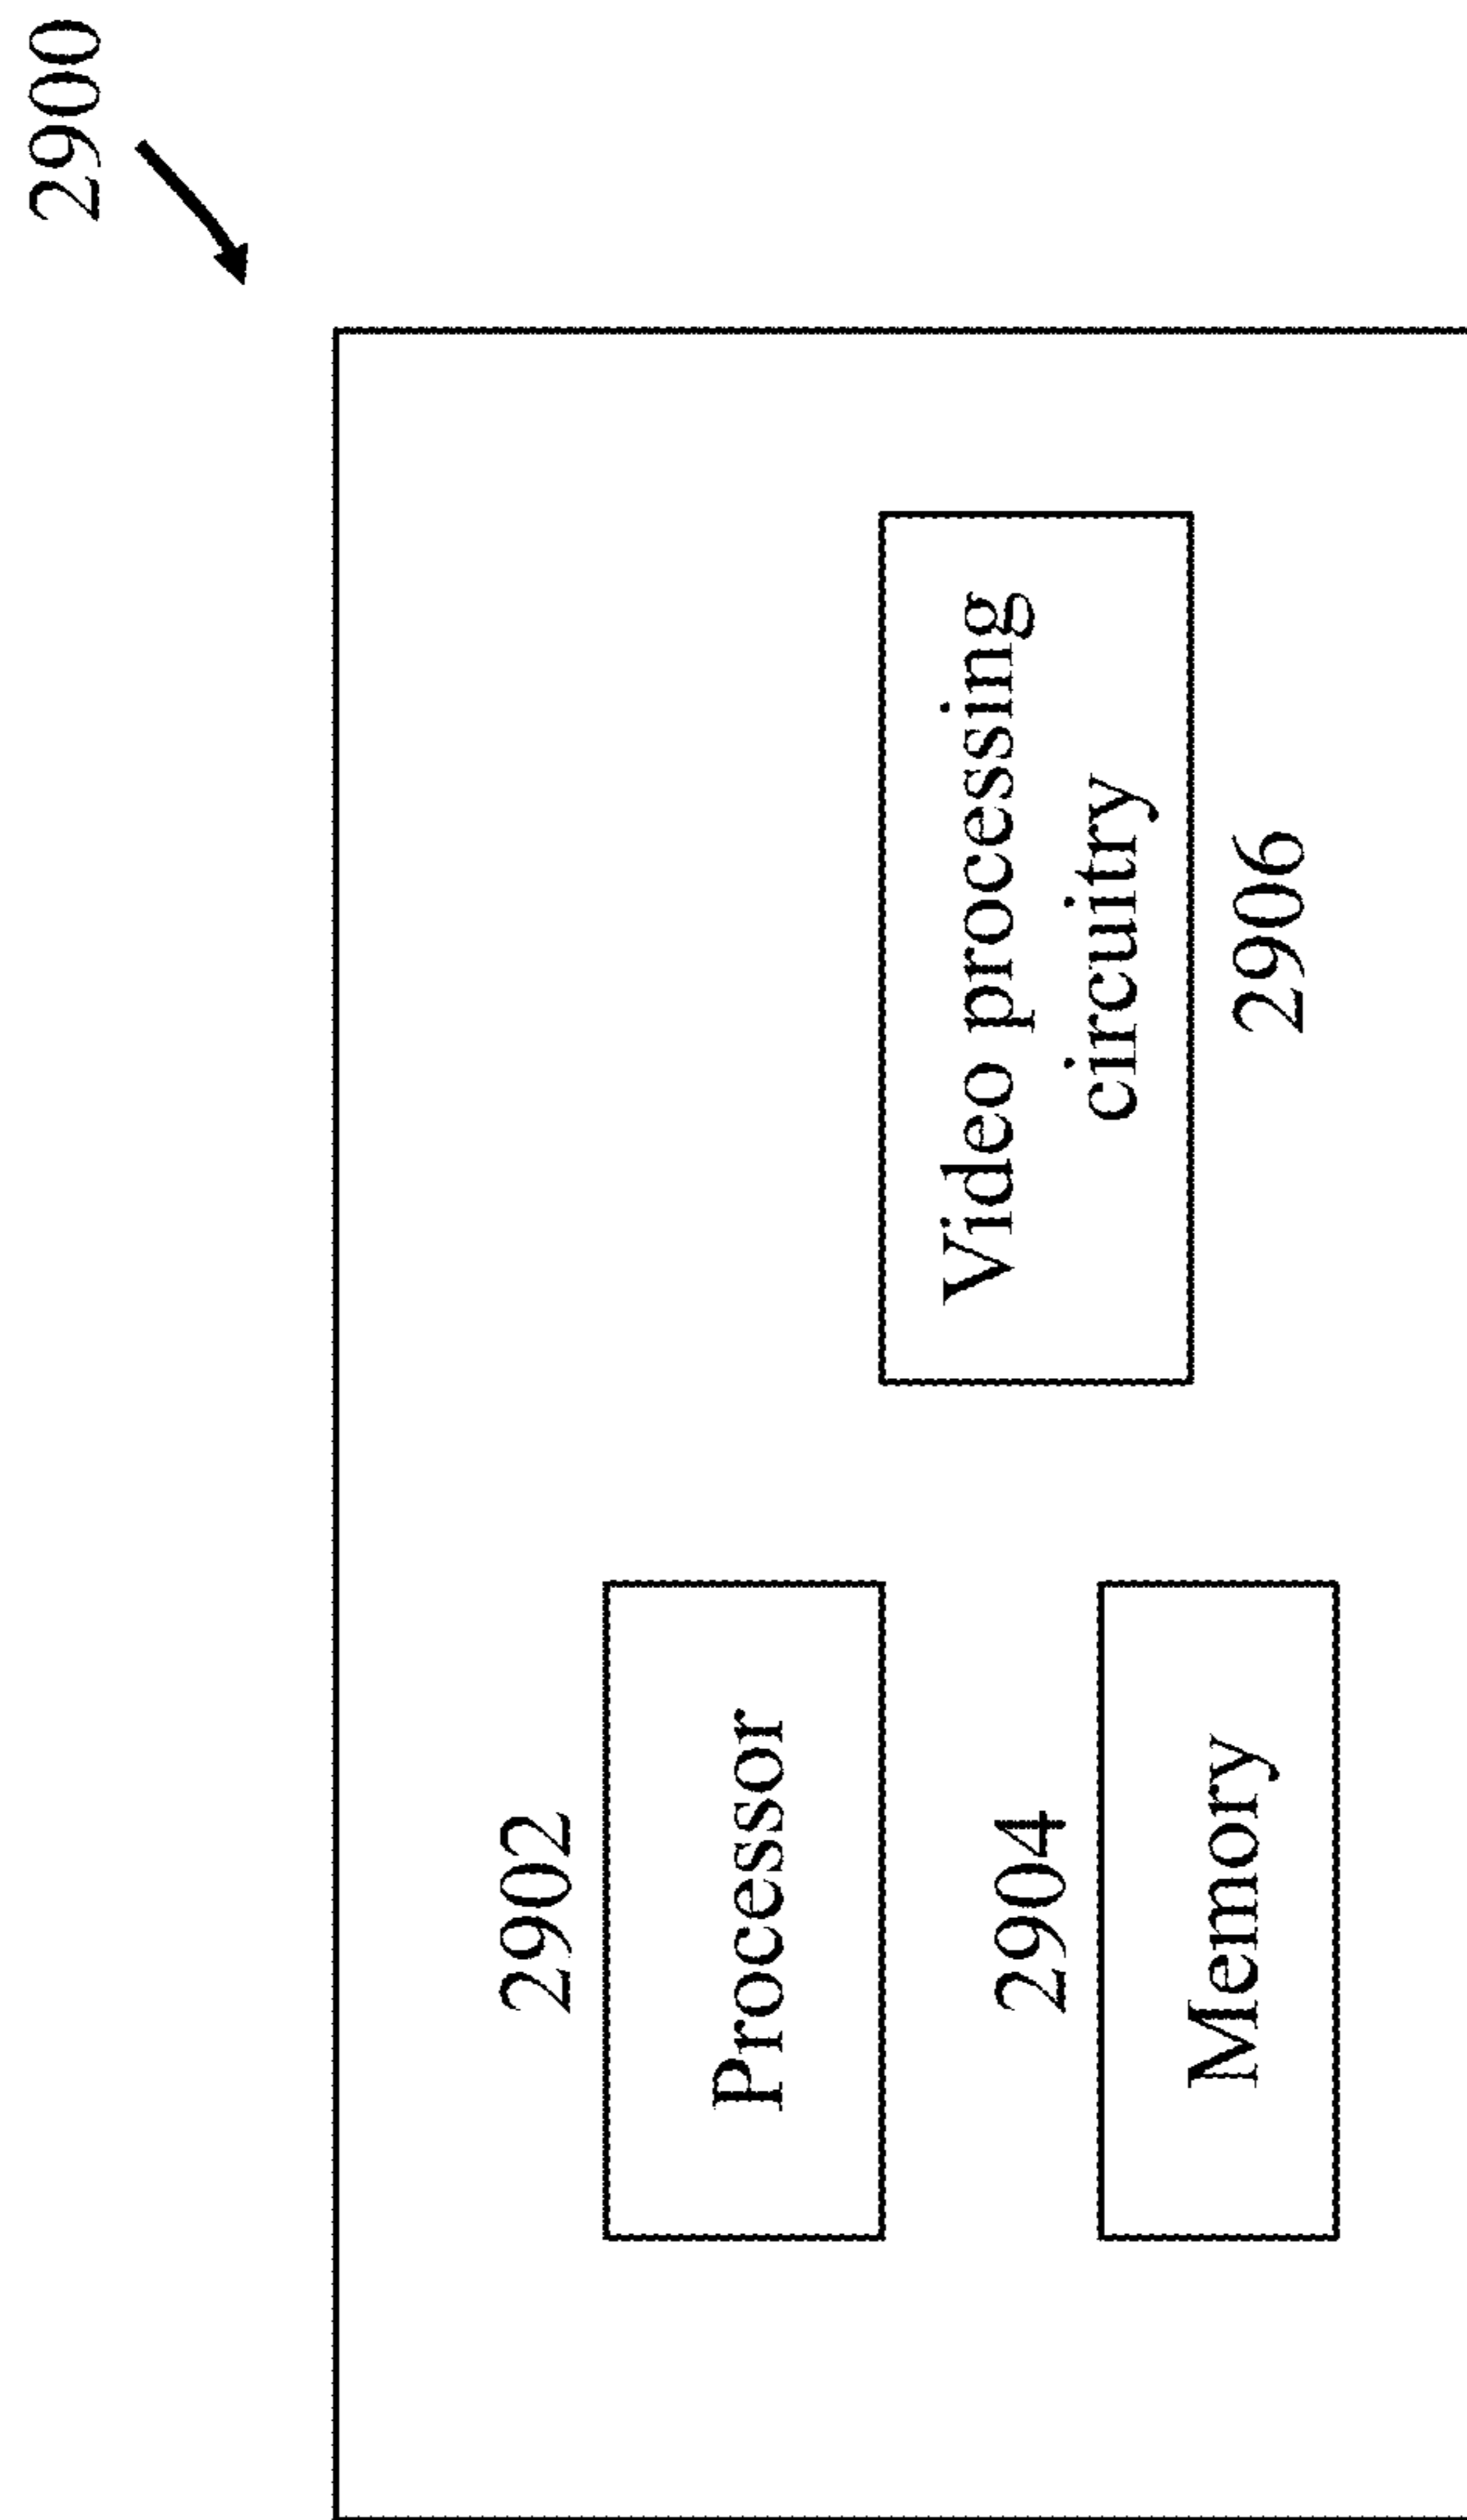 2900
2902
Processor
2904
Memory
Video processing
circuitry
2906